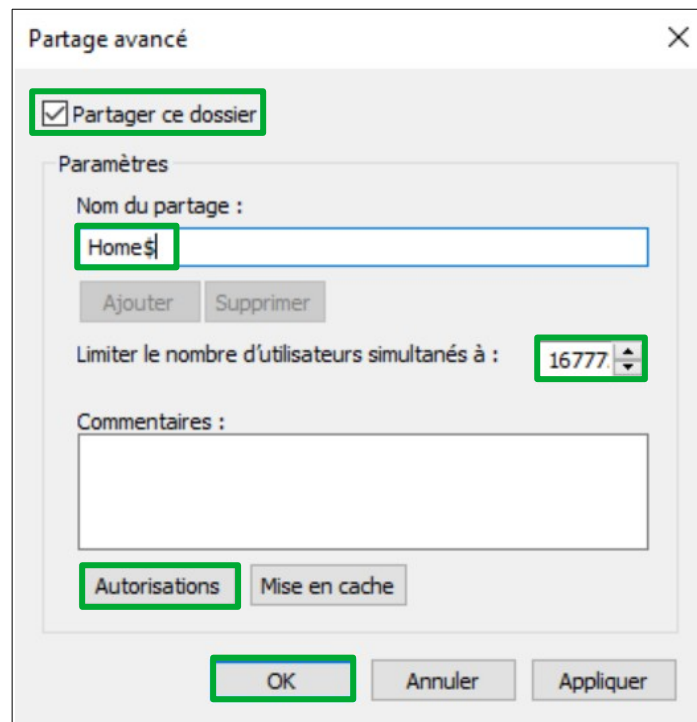 Partage avancé
Partager ce dossier
Paramètres
Nom du partage :
Home$
Ajouter Supprimer
Limiter le nombre d'utilisateurs simultanés à : 16777
Commentaires :
Autorisations Mise en cache
OK Annuler Appliquer